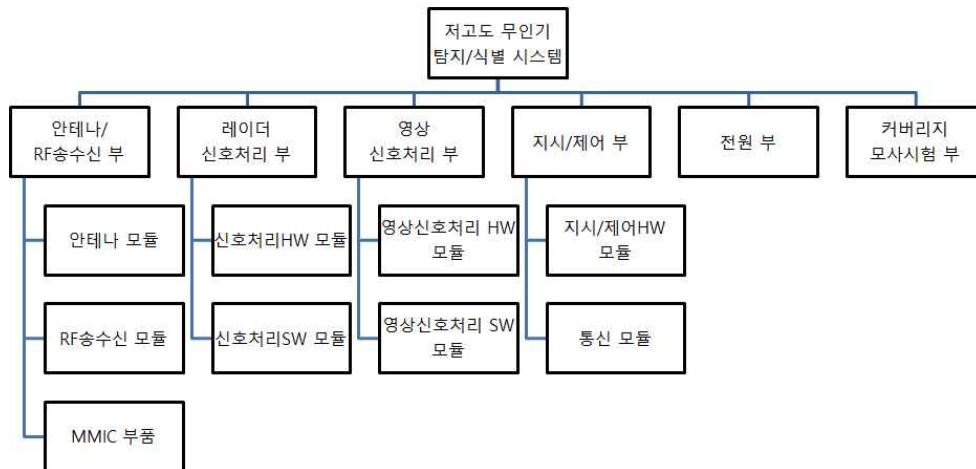 저고도 무인기
탐지/식별 시스템
안테나/
RF송수신 부
레이더
신호처리 부
영상
신호처리 부
지시/제어 부
전원 부
커버리지
모사시험 부
안테나 모듈
신호처리HW 모듈
영상신호처리 HW
모듈
지시/제어HW
모듈
RF송수신 모듈
신호처리SW 모듈
영상신호처리 SW
모듈
통신 모듈
MMIC 부품